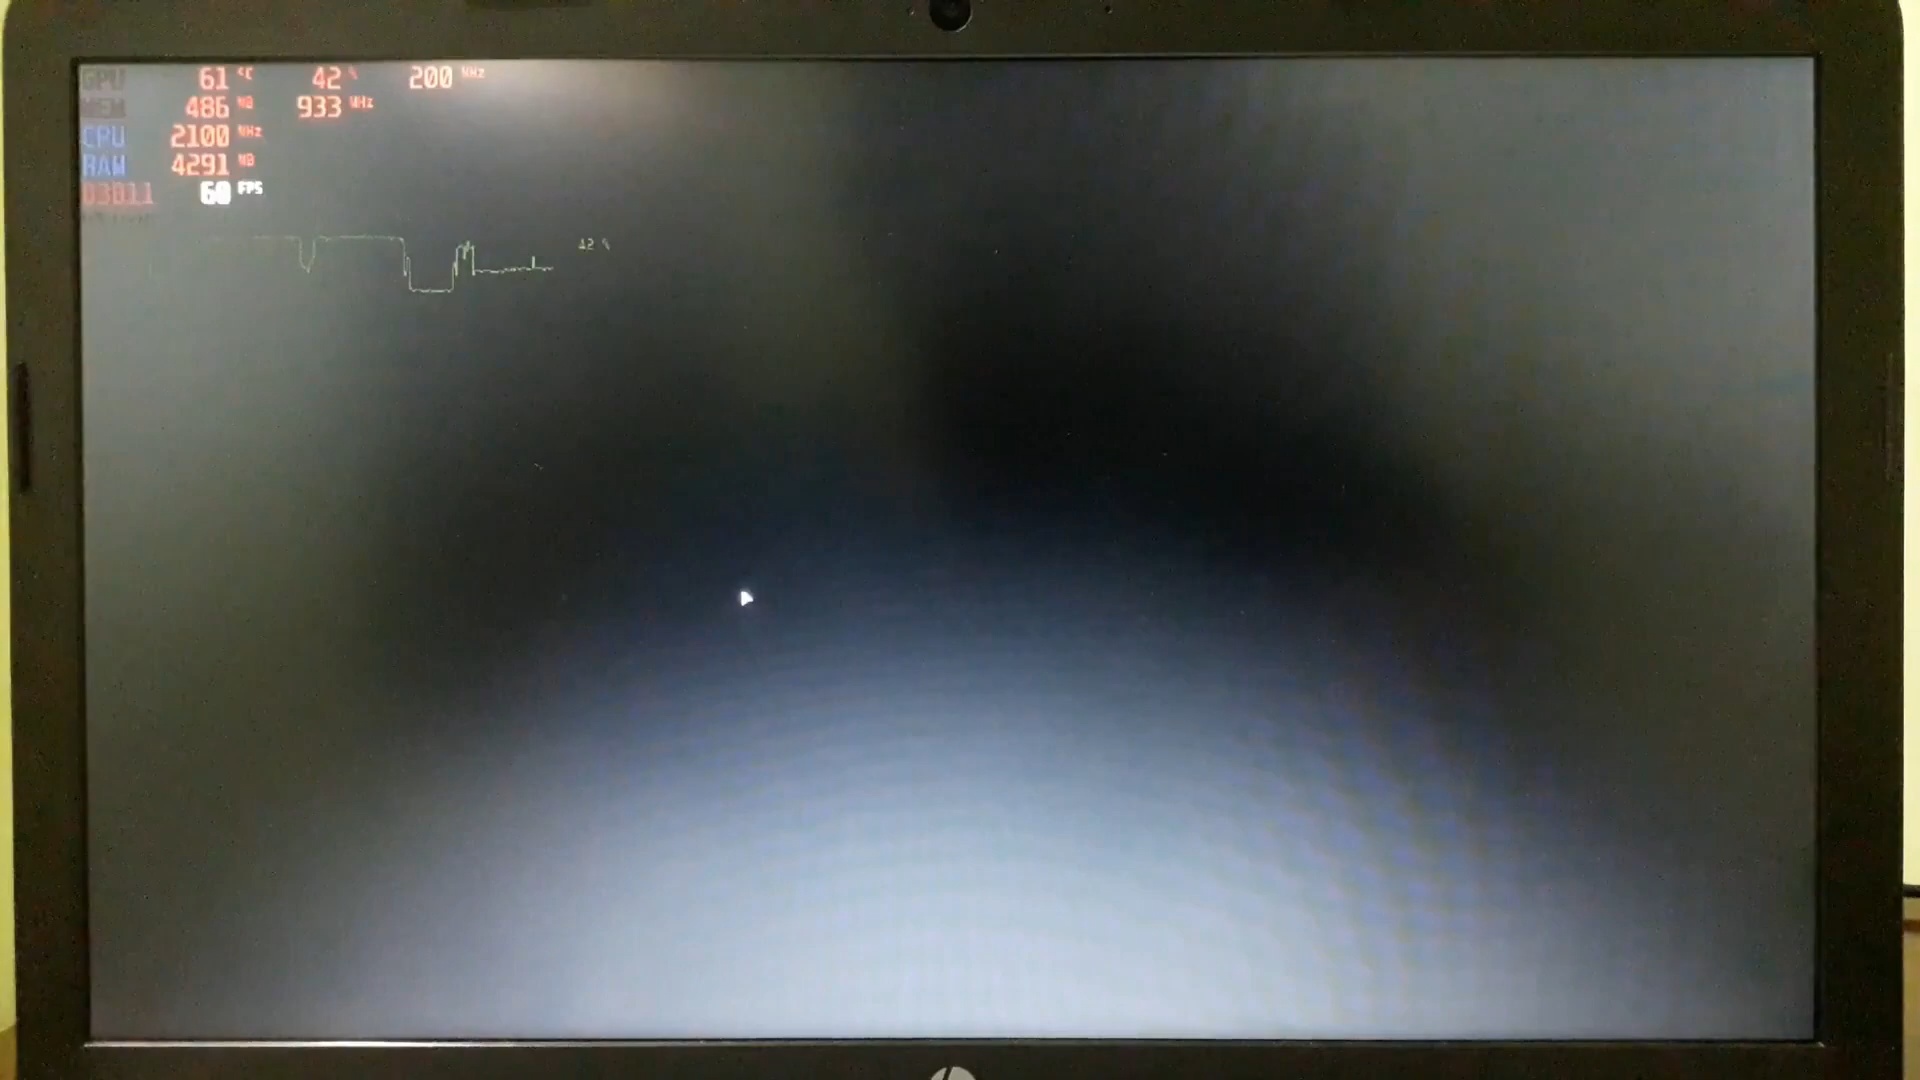 GPU 61 °C 42 % 200 MHz
MEM 486 MB 933 MHz
CPU 2100 MHz
RAM 4291 MB
D3D11 60 FPS
42 %
hp